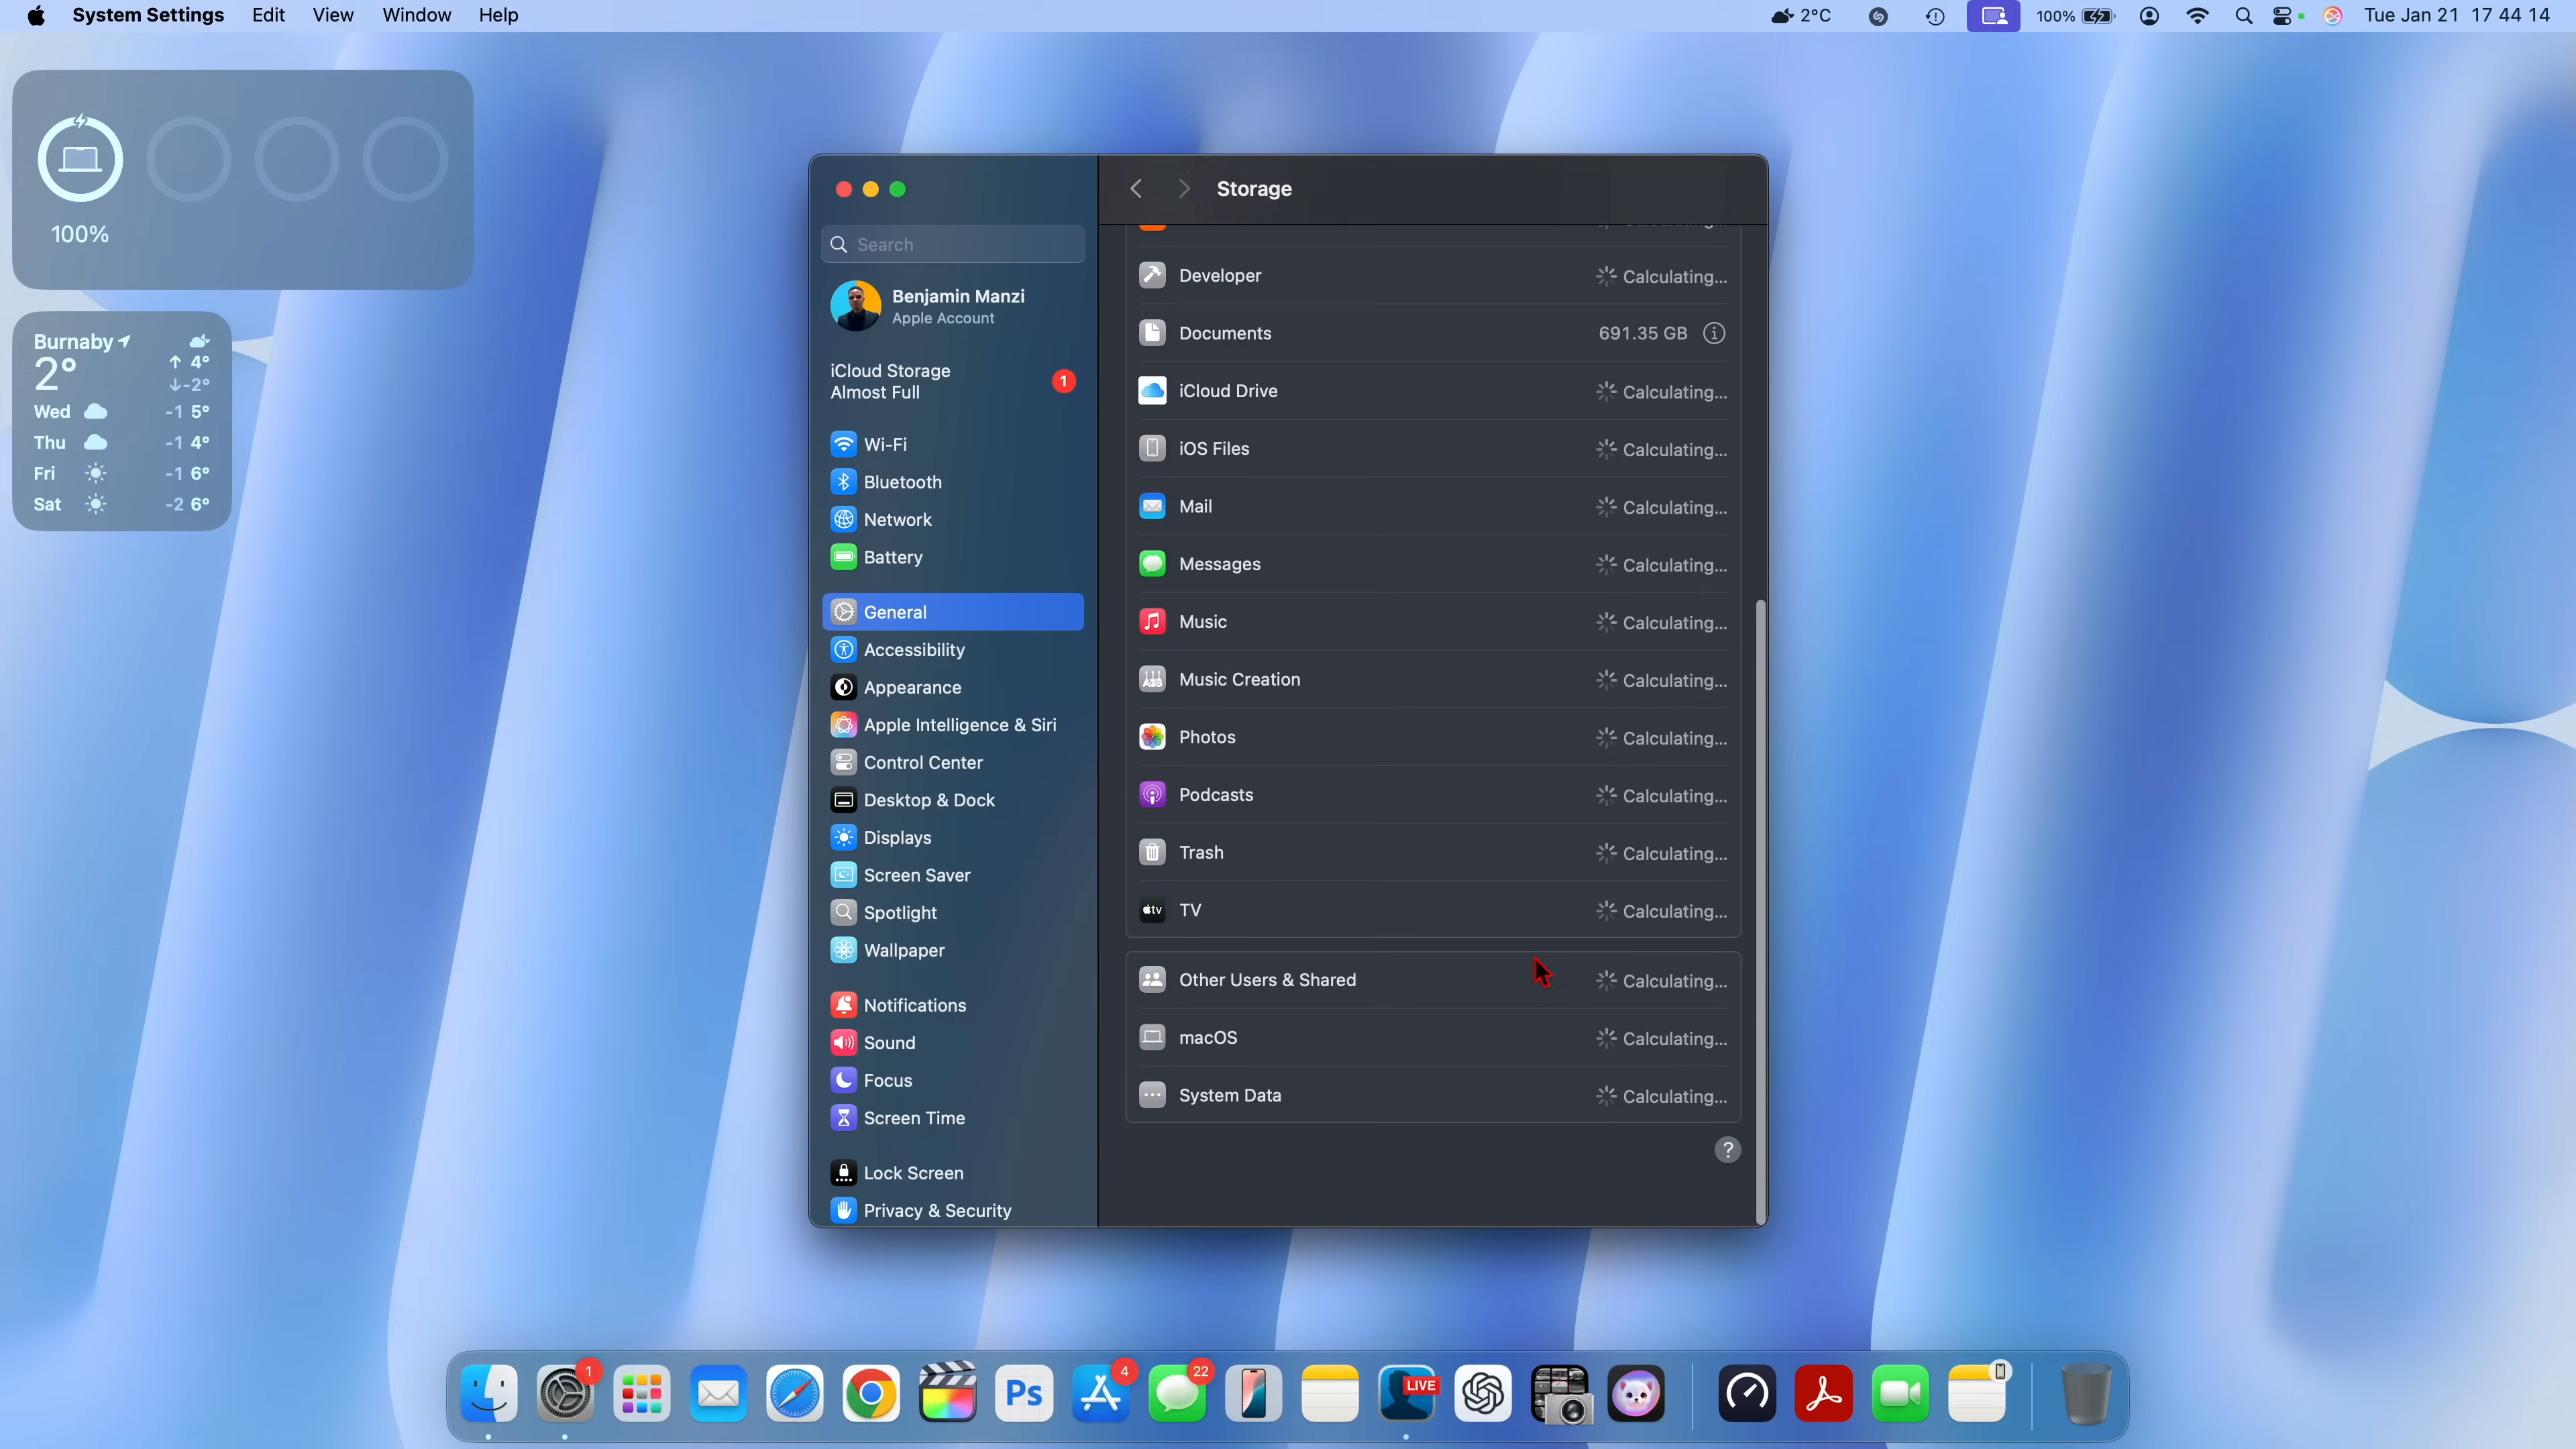 System Settings Edit View Window Help
2°C 100% Tue Jan 21 17 44 14
100%
Burnaby
2° 4°
-2°
Wed -1 5°
Thu -1 4°
Fri -1 6°
Sat -2 6°
Search
Benjamin Manzi
Apple Account
iCloud Storage
Almost Full
1
Wi-Fi
Bluetooth
Network
Battery
General
Accessibility
Appearance
Apple Intelligence & Siri
Control Center
Desktop & Dock
Displays
Screen Saver
Spotlight
Wallpaper
Notifications
Sound
Focus
Screen Time
Lock Screen
Privacy & Security
Storage
Developer Calculating...
Documents 691.35 GB
iCloud Drive Calculating...
iOS Files Calculating...
Mail Calculating...
Messages Calculating...
Music Calculating...
Music Creation Calculating...
Photos Calculating...
Podcasts Calculating...
Trash Calculating...
tv TV Calculating...
Other Users & Shared Calculating...
macOS Calculating...
System Data Calculating...
?
1 Ps 4 22 LIVE